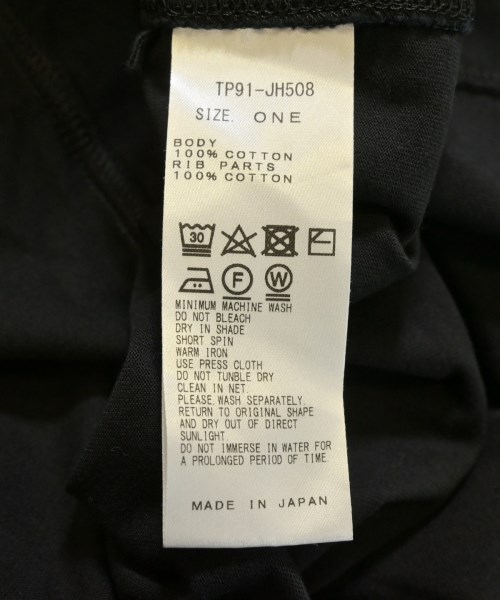 TP91-JH508
SIZE. ONE
BODY
100% COTTON
RIB PARTS
100% COTTON
30
F W
MINIMUM MACHINE WASH
DO NOT BLEACH
DRY IN SHADE
SHORT SPIN
WARM IRON
USE PRESS CLOTH
DO NOT TUNBLE DRY
CLEAN IN NET.
PLEASE.WASH SEPARATELY.
RETURN TO ORIGINAL SHAPE
AND DRY OUT OF DIRECT
SUNLIGHT.
DO NOT IMMERSE IN WATER FOR
A PROLONGED PERIOD OF TIME.
MADE IN JAPAN